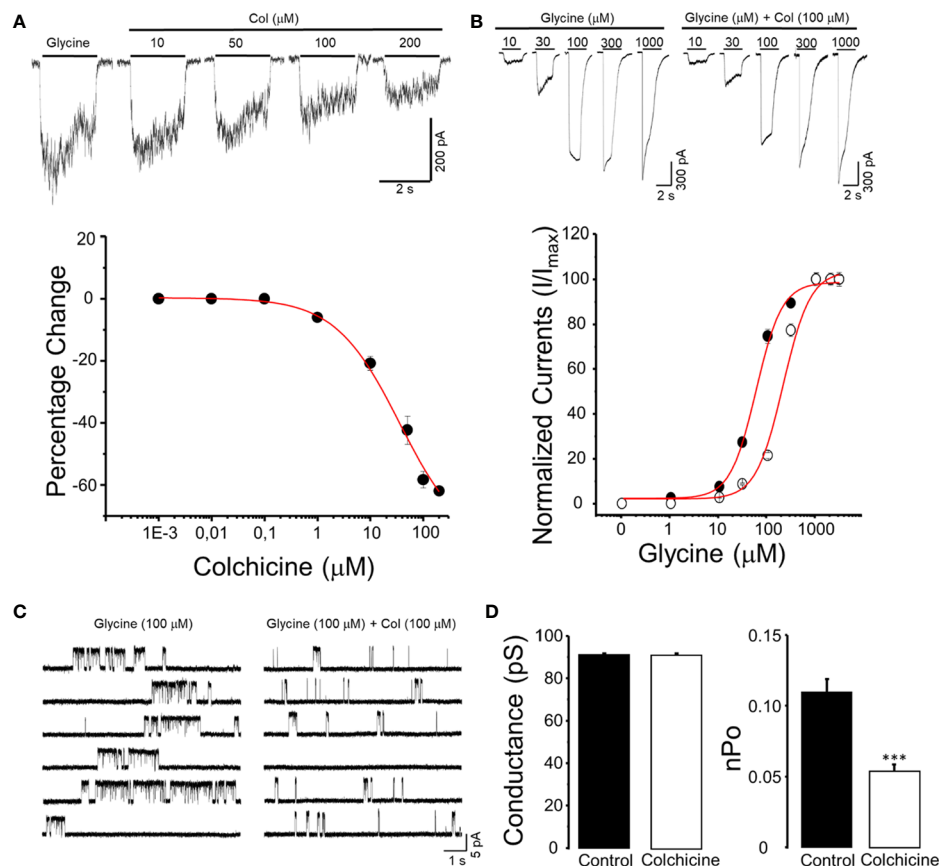 A
Col (µM)
Glycine 10 50 100 200
200 pA
2 s
B
Glycine (µM) Glycine (µM) + Col (100 µM)
10 30 100 300 1000 10 30 100 300 1000
2 s 300 pA 2 s 300 pA
20
0
-20
-40
-60
Percentage Change
1E-3 0,01 0,1 1 10 100
Colchicine (µM)
120
100
80
60
40
20
0
Normalized Currents (I/Imax)
0 1 10 100 1000
Glycine (µM)
C
Glycine (100 µM) Glycine (100 µM) + Col (100 µM)
1 s 5 pA
D
100
80
60
40
20
0
Conductance (pS)
Control Colchicine
0.15
0.10
0.05
0
nPo
***
Control Colchicine